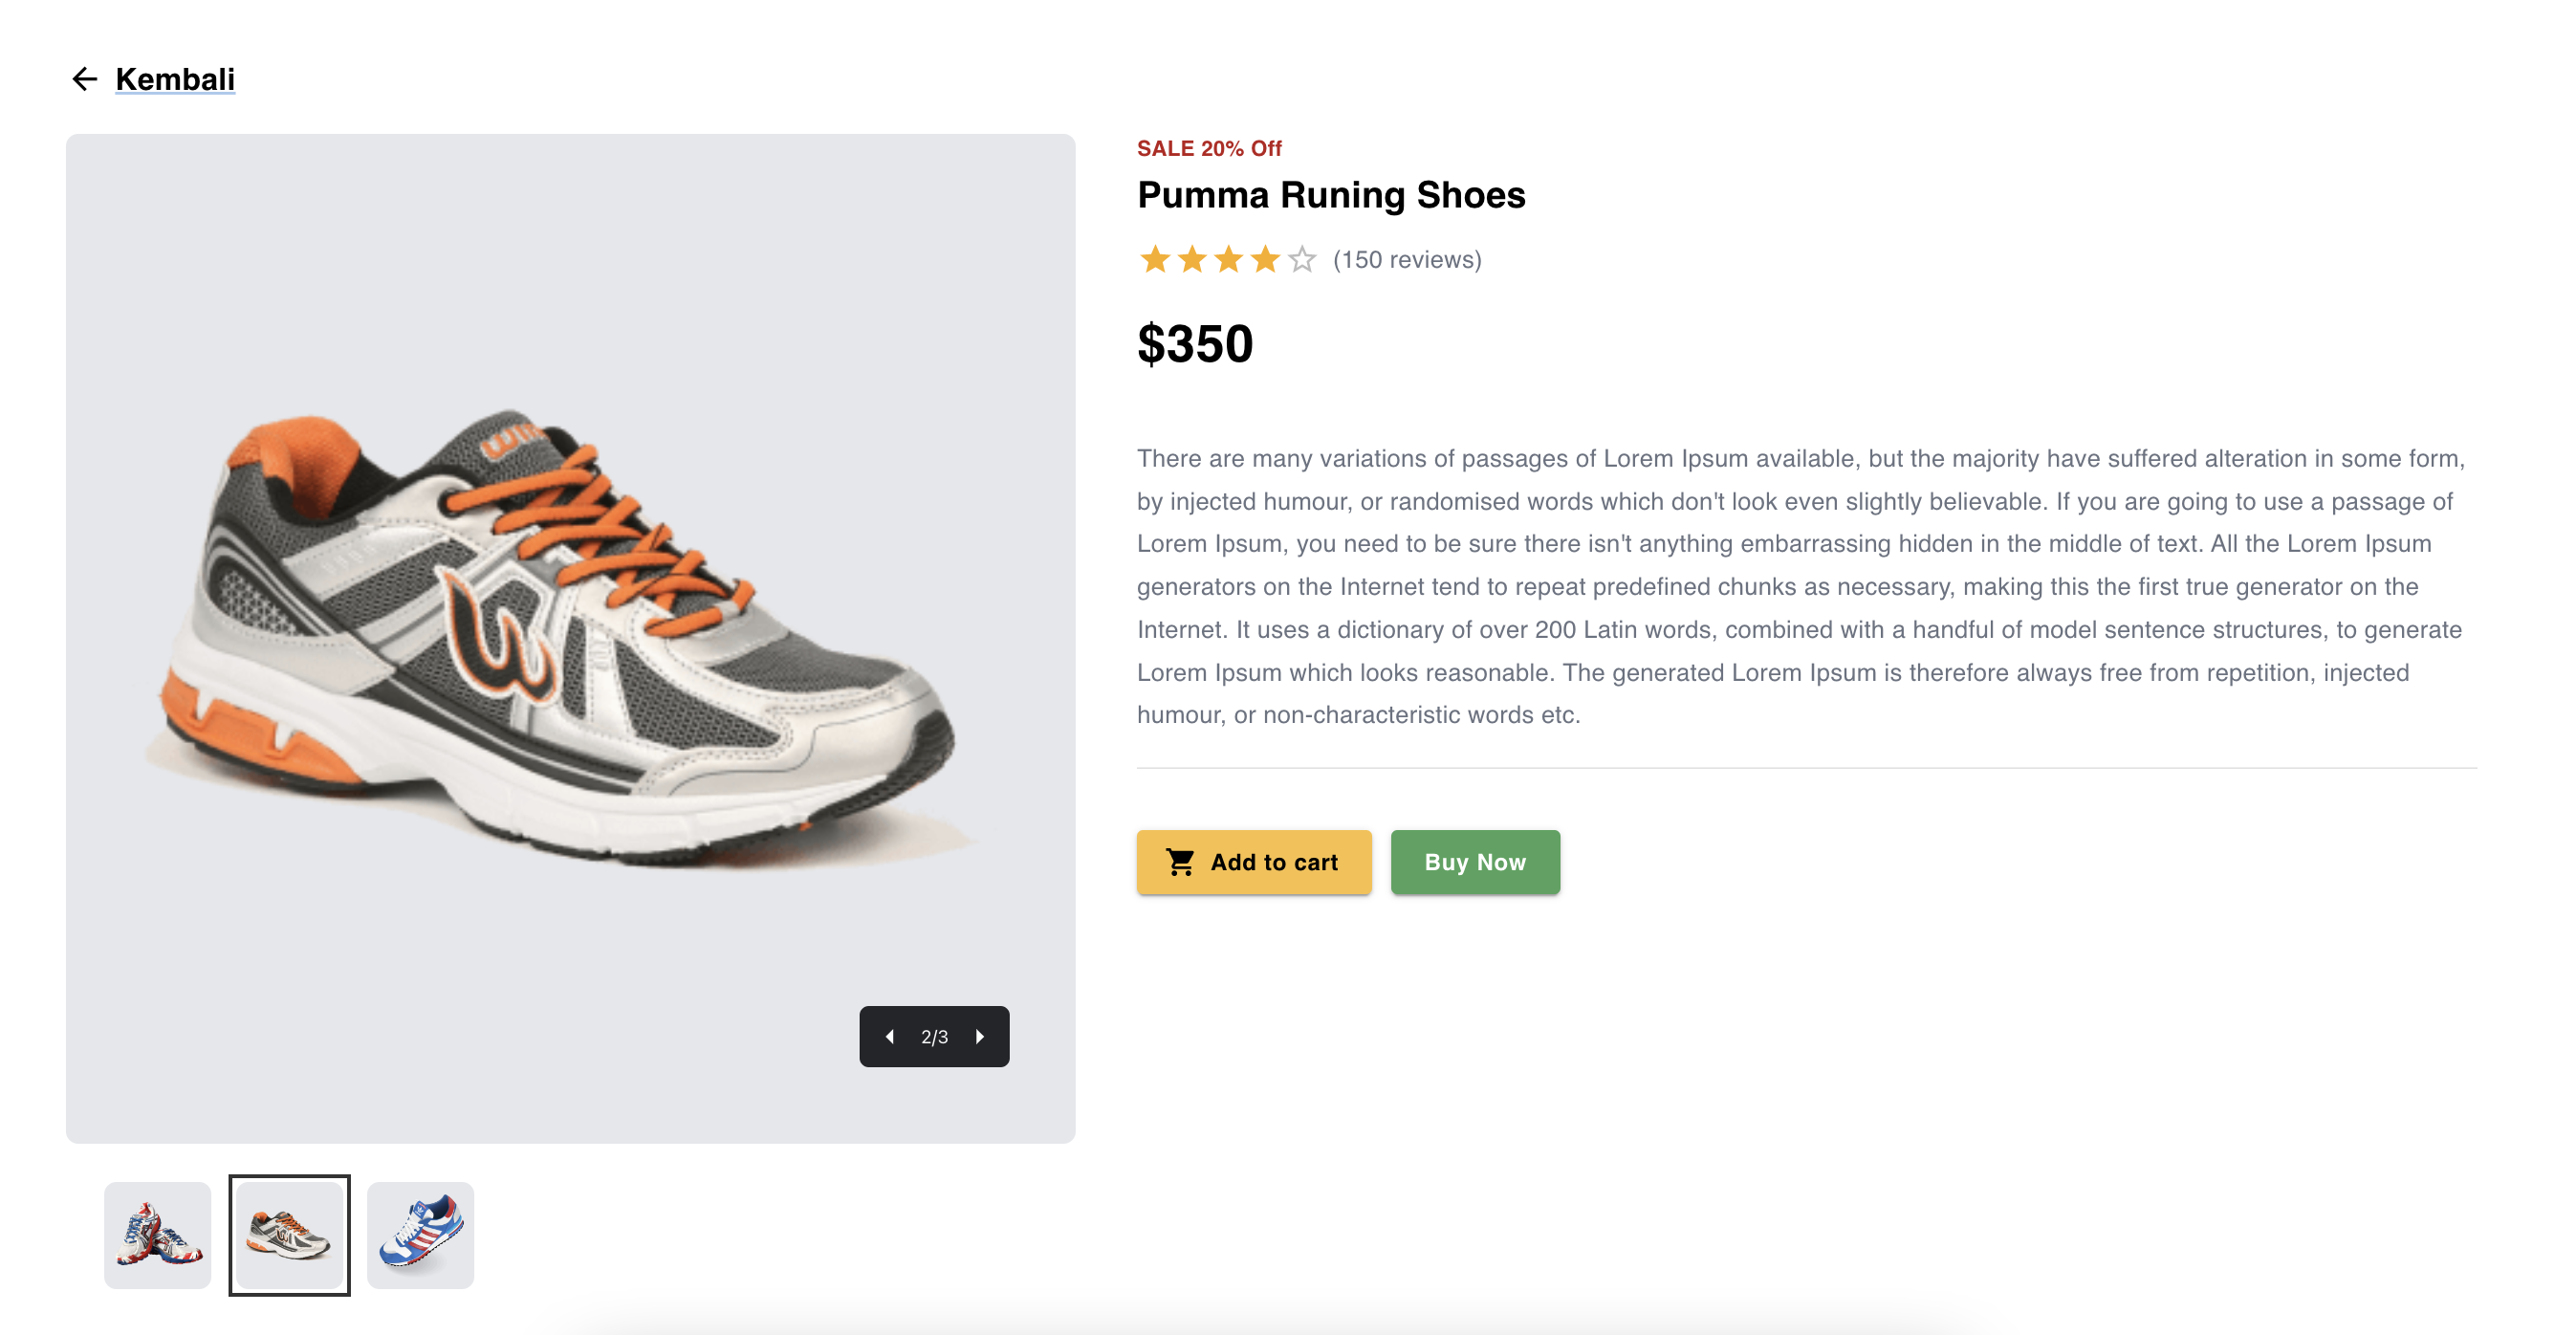 Kembali
SALE 20% Off
Pumma Runing Shoes
(150 reviews)
$350
There are many variations of passages of Lorem Ipsum available, but the majority have suffered alteration in some form,
by injected humour, or randomised words which don't look even slightly believable. If you are going to use a passage of
Lorem Ipsum, you need to be sure there isn't anything embarrassing hidden in the middle of text. All the Lorem Ipsum
generators on the Internet tend to repeat predefined chunks as necessary, making this the first true generator on the
Internet. It uses a dictionary of over 200 Latin words, combined with a handful of model sentence structures, to generate
Lorem Ipsum which looks reasonable. The generated Lorem Ipsum is therefore always free from repetition, injected
humour, or non-characteristic words etc.
Add to cart
Buy Now
2/3